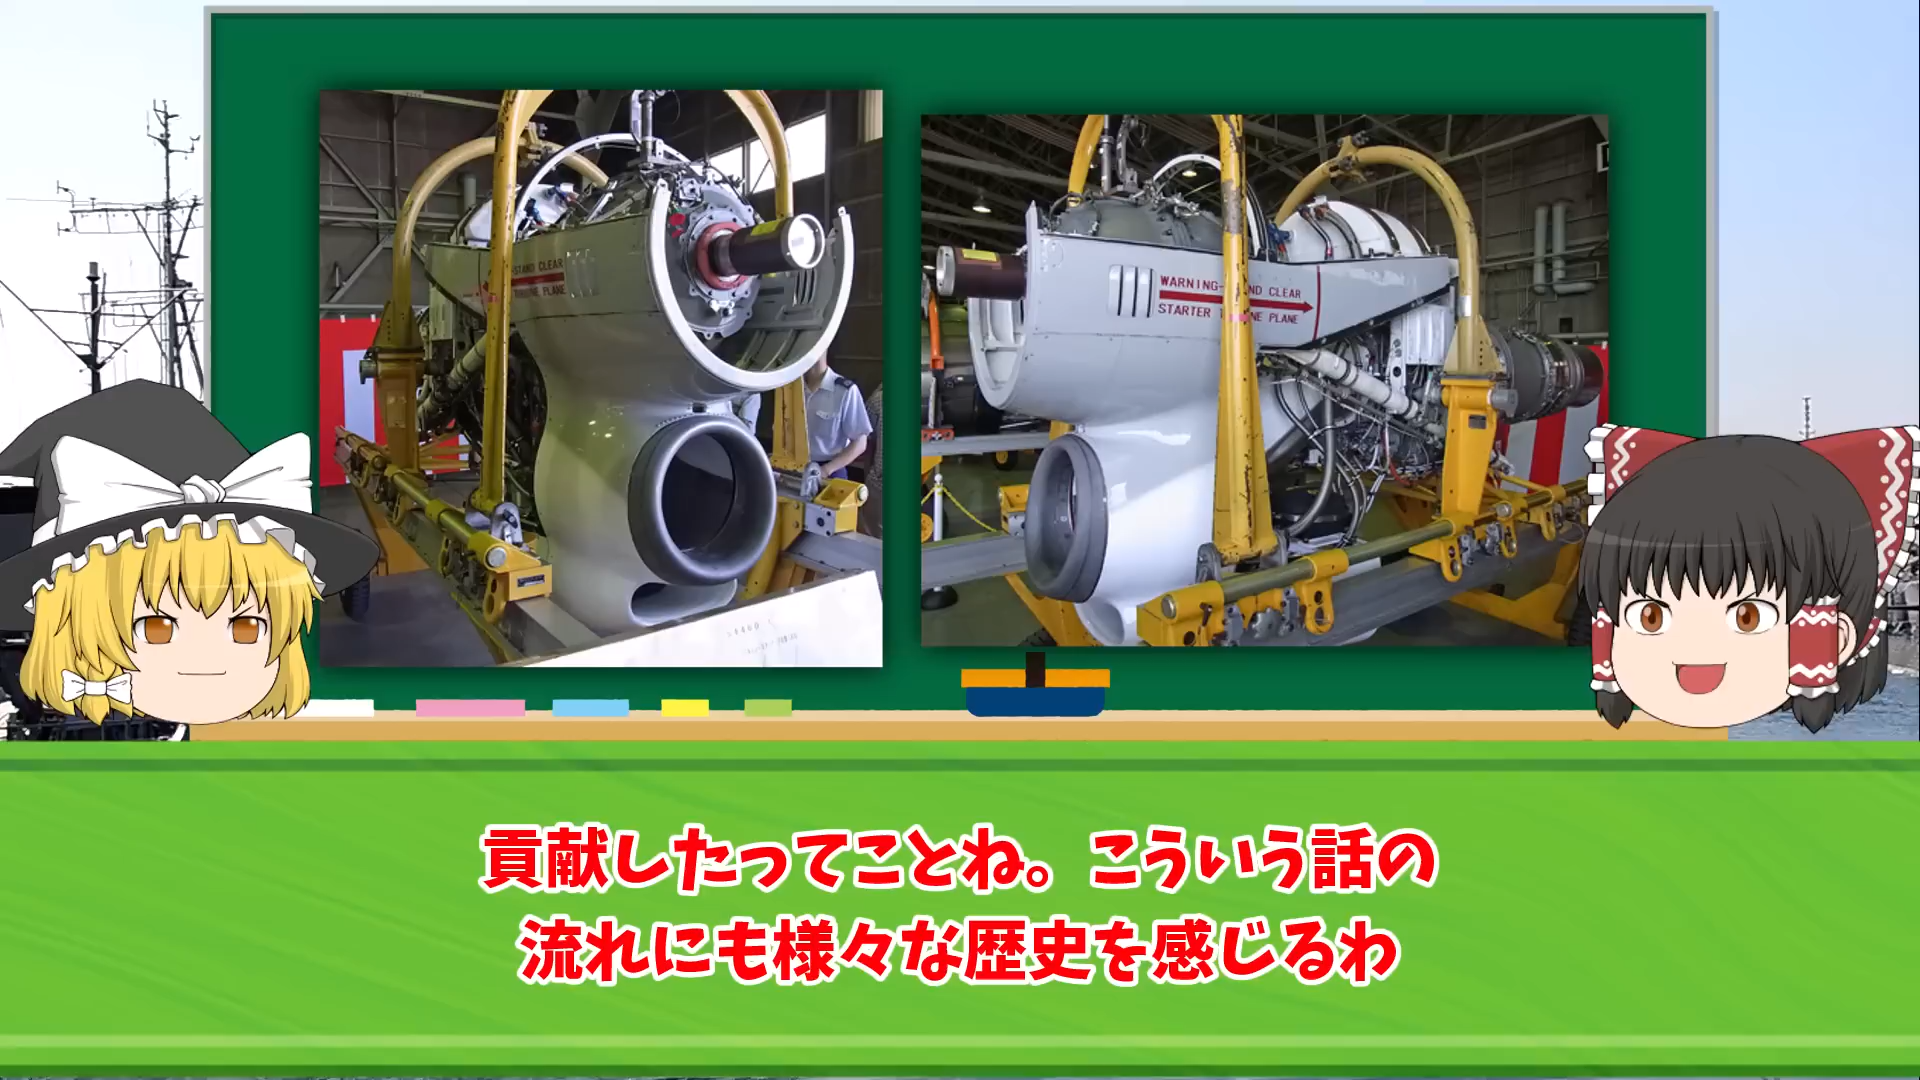 -STAND CLEAR
PLANE
WARNING- ND CLEAR
STARTER T NE PLANE
貢献したってことね。こういう話の
流れにも様々な歴史を感じるわ